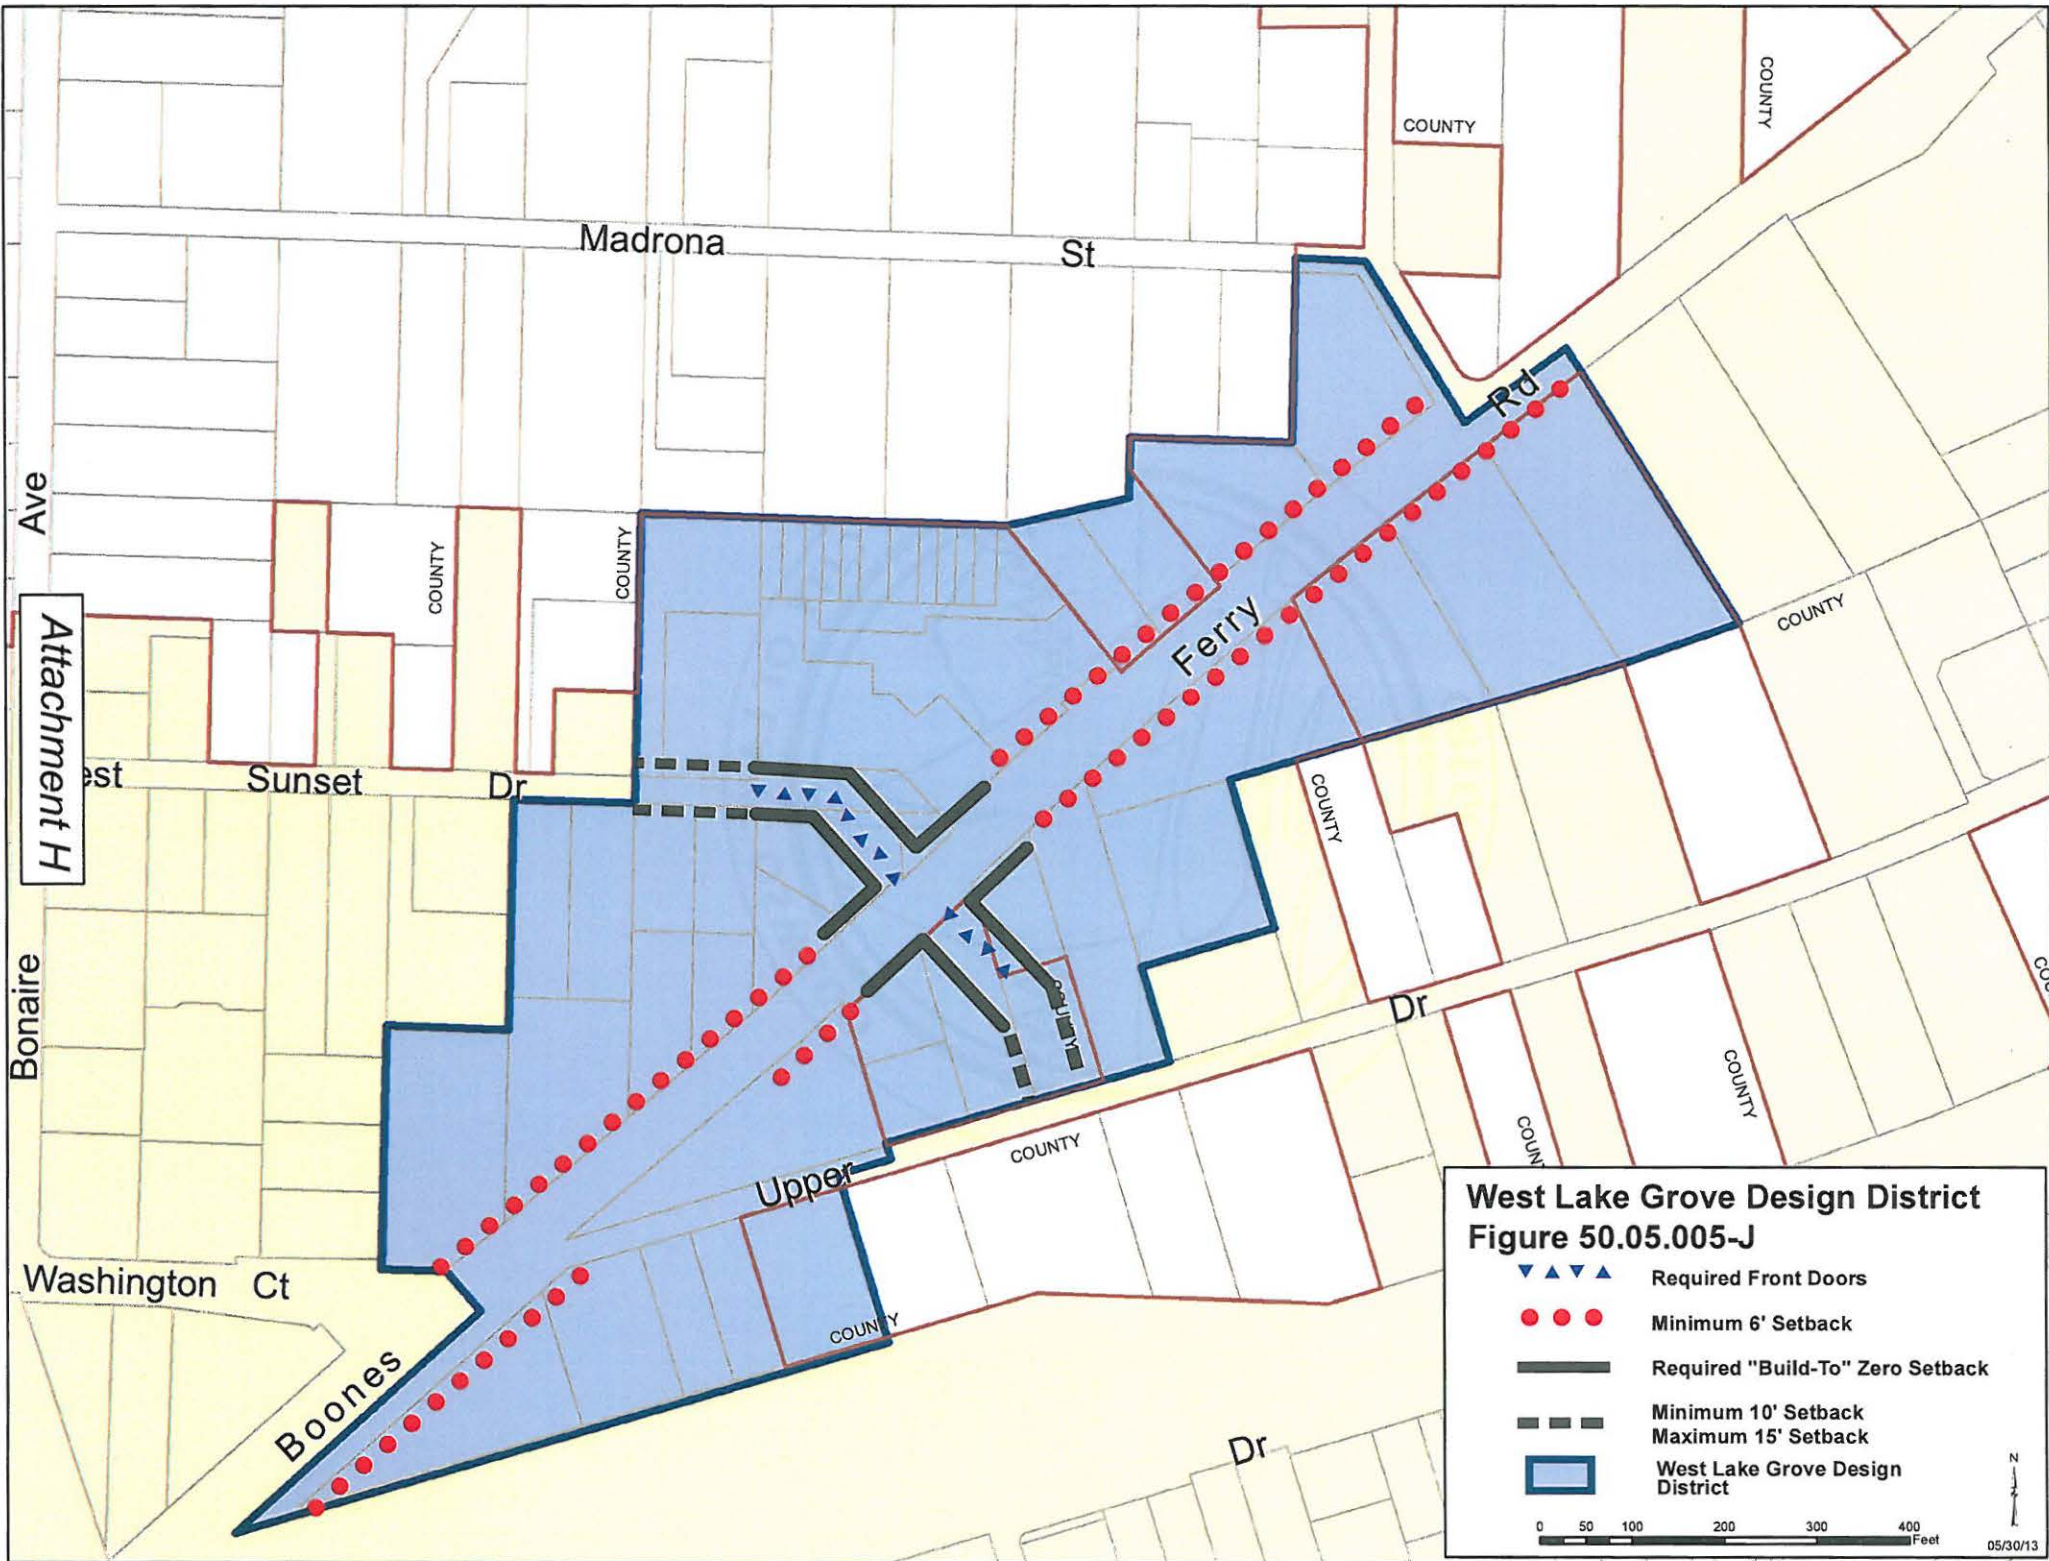 COUNTY
COUNTY
Madrona St
Rd
Ave
COUNTY
COUNTY
Ferry
COUNTY
Attachment H
est Sunset Dr
COUNTY
Bonaire
COUNTY
Dr
COUNTY
COUNTY
Upper
Washington Ct
COUNTY
Boones
Dr
West Lake Grove Design District
Figure 50.05.005-J
Required Front Doors
Minimum 6' Setback
Required "Build-To" Zero Setback
Minimum 10' Setback
Maximum 15' Setback
West Lake Grove Design
District
N
0 50 100 200 300 400
Feet
05/30/13